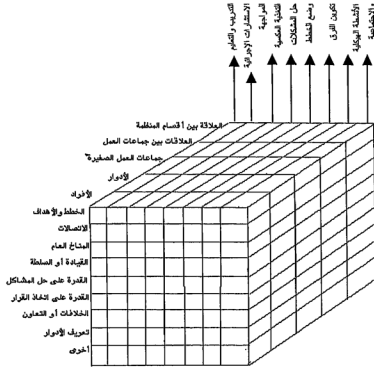 التدريب والتعليم
الاستشارات الإجرائية
المواجهة
التغذية العكسية
حل المشكلات
وضع الخطط
تكوين الفرق
الأنشطة الهيكلية
العلاقة بين أقسام المنظمة
العلاقات بين جماعات العمل
جماعات العمل الصغيرة
الأدوار
الأفراد
الخطط والأهداف
الاتصالات
المناخ العام
القيادة أو السلطة
القدرة على حل المشاكل
القدرة على اتخاذ القرار
الخلافات أو التعاون
تعريف الأدوار
أخرى